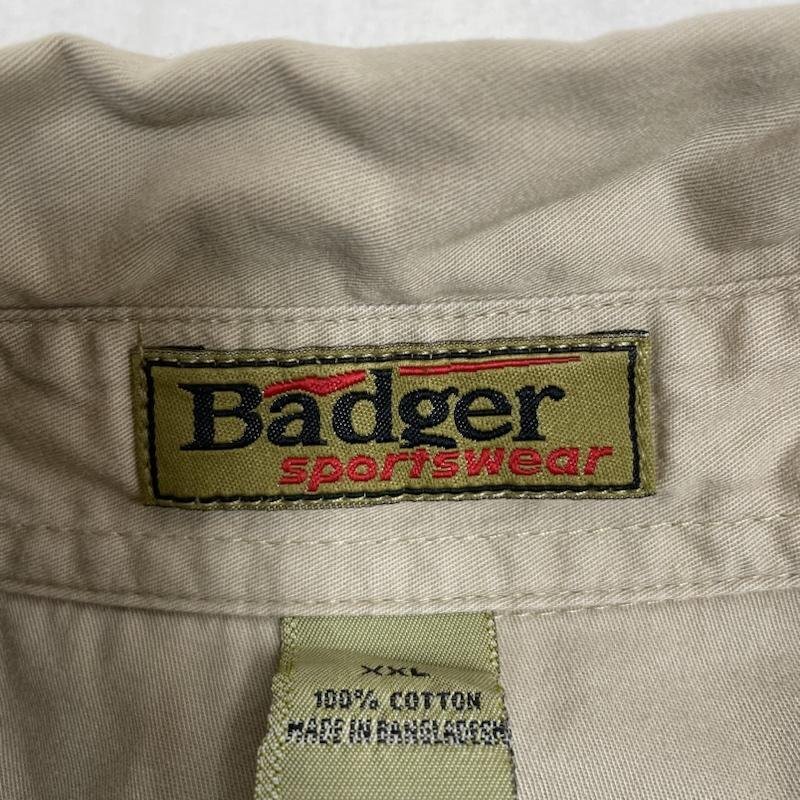 Badger
sportswear
XXL
100% COTTON
MADE IN BANGLADESH